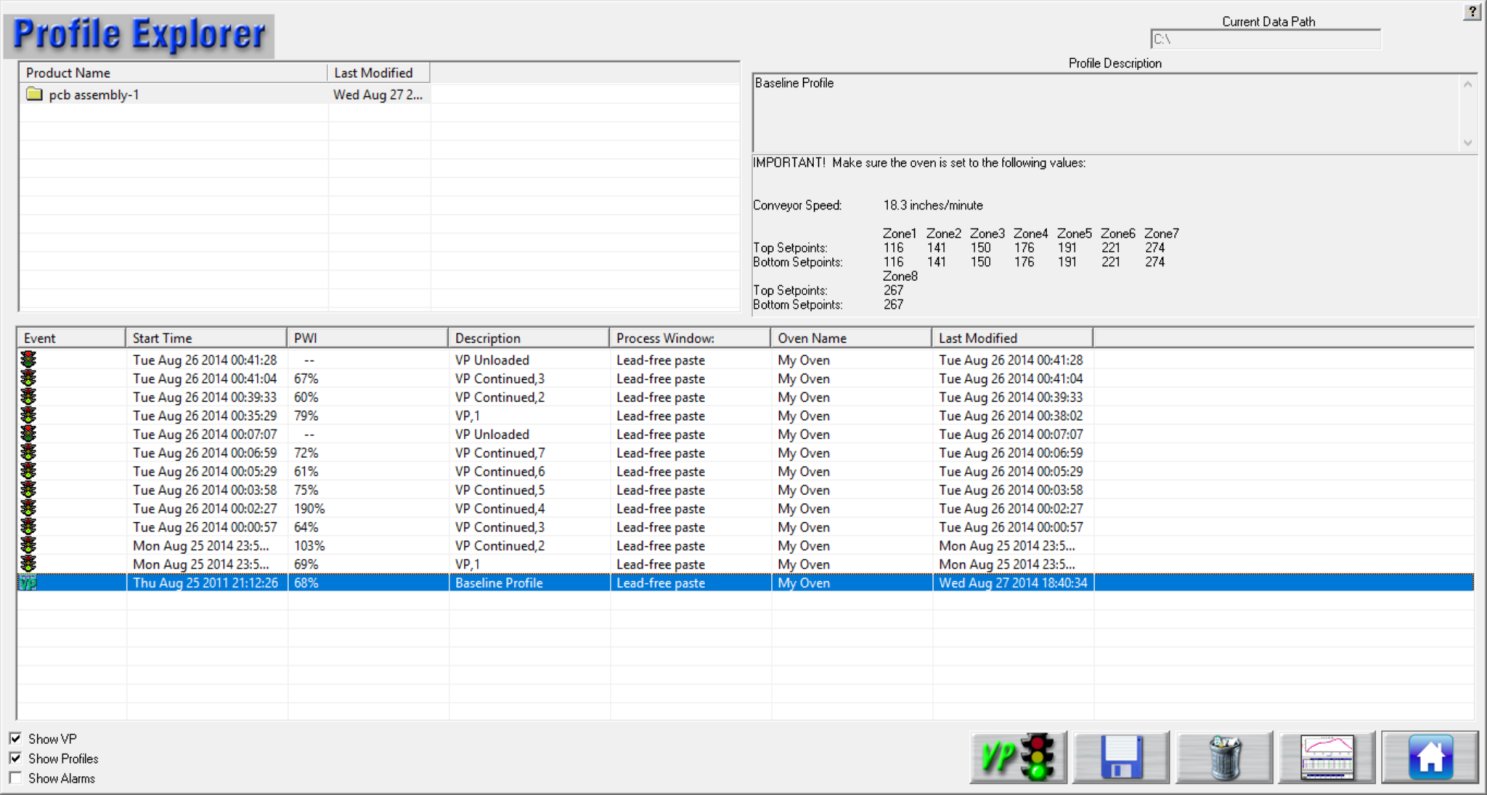 Profile Explorer
?
Current Data Path
C:\
Product Name Last Modified
pcb assembly-1 Wed Aug 27 2...
Profile Description
Baseline Profile
IMPORTANT! Make sure the oven is set to the following values:
Conveyor Speed: 18.3 inches/minute
Zone1 Zone2 Zone3 Zone4 Zone5 Zone6 Zone7
Top Setpoints: 116 141 150 176 191 221 274
Bottom Setpoints: 116 141 150 176 191 221 274
Zone8
Top Setpoints: 267
Bottom Setpoints: 267
Event Start Time PWI Description Process Window: Oven Name Last Modified
Tue Aug 26 2014 00:41:28 -- VP Unloaded Lead-free paste My Oven Tue Aug 26 2014 00:41:28
Tue Aug 26 2014 00:41:04 67% VP Continued,3 Lead-free paste My Oven Tue Aug 26 2014 00:41:04
Tue Aug 26 2014 00:39:33 60% VP Continued,2 Lead-free paste My Oven Tue Aug 26 2014 00:39:33
Tue Aug 26 2014 00:35:29 79% VP,1 Lead-free paste My Oven Tue Aug 26 2014 00:38:02
Tue Aug 26 2014 00:07:07 -- VP Unloaded Lead-free paste My Oven Tue Aug 26 2014 00:07:07
Tue Aug 26 2014 00:06:59 72% VP Continued,7 Lead-free paste My Oven Tue Aug 26 2014 00:06:59
Tue Aug 26 2014 00:05:29 61% VP Continued,6 Lead-free paste My Oven Tue Aug 26 2014 00:05:29
Tue Aug 26 2014 00:03:58 75% VP Continued,5 Lead-free paste My Oven Tue Aug 26 2014 00:03:58
Tue Aug 26 2014 00:02:27 190% VP Continued,4 Lead-free paste My Oven Tue Aug 26 2014 00:02:27
Tue Aug 26 2014 00:00:57 64% VP Continued,3 Lead-free paste My Oven Tue Aug 26 2014 00:00:57
Mon Aug 25 2014 23:5... 103% VP Continued,2 Lead-free paste My Oven Mon Aug 25 2014 23:5...
Mon Aug 25 2014 23:5... 69% VP,1 Lead-free paste My Oven Mon Aug 25 2014 23:5...
VP Thu Aug 25 2011 21:12:26 68% Baseline Profile Lead-free paste My Oven Wed Aug 27 2014 18:40:34
Show VP
Show Profiles
Show Alarms
VP